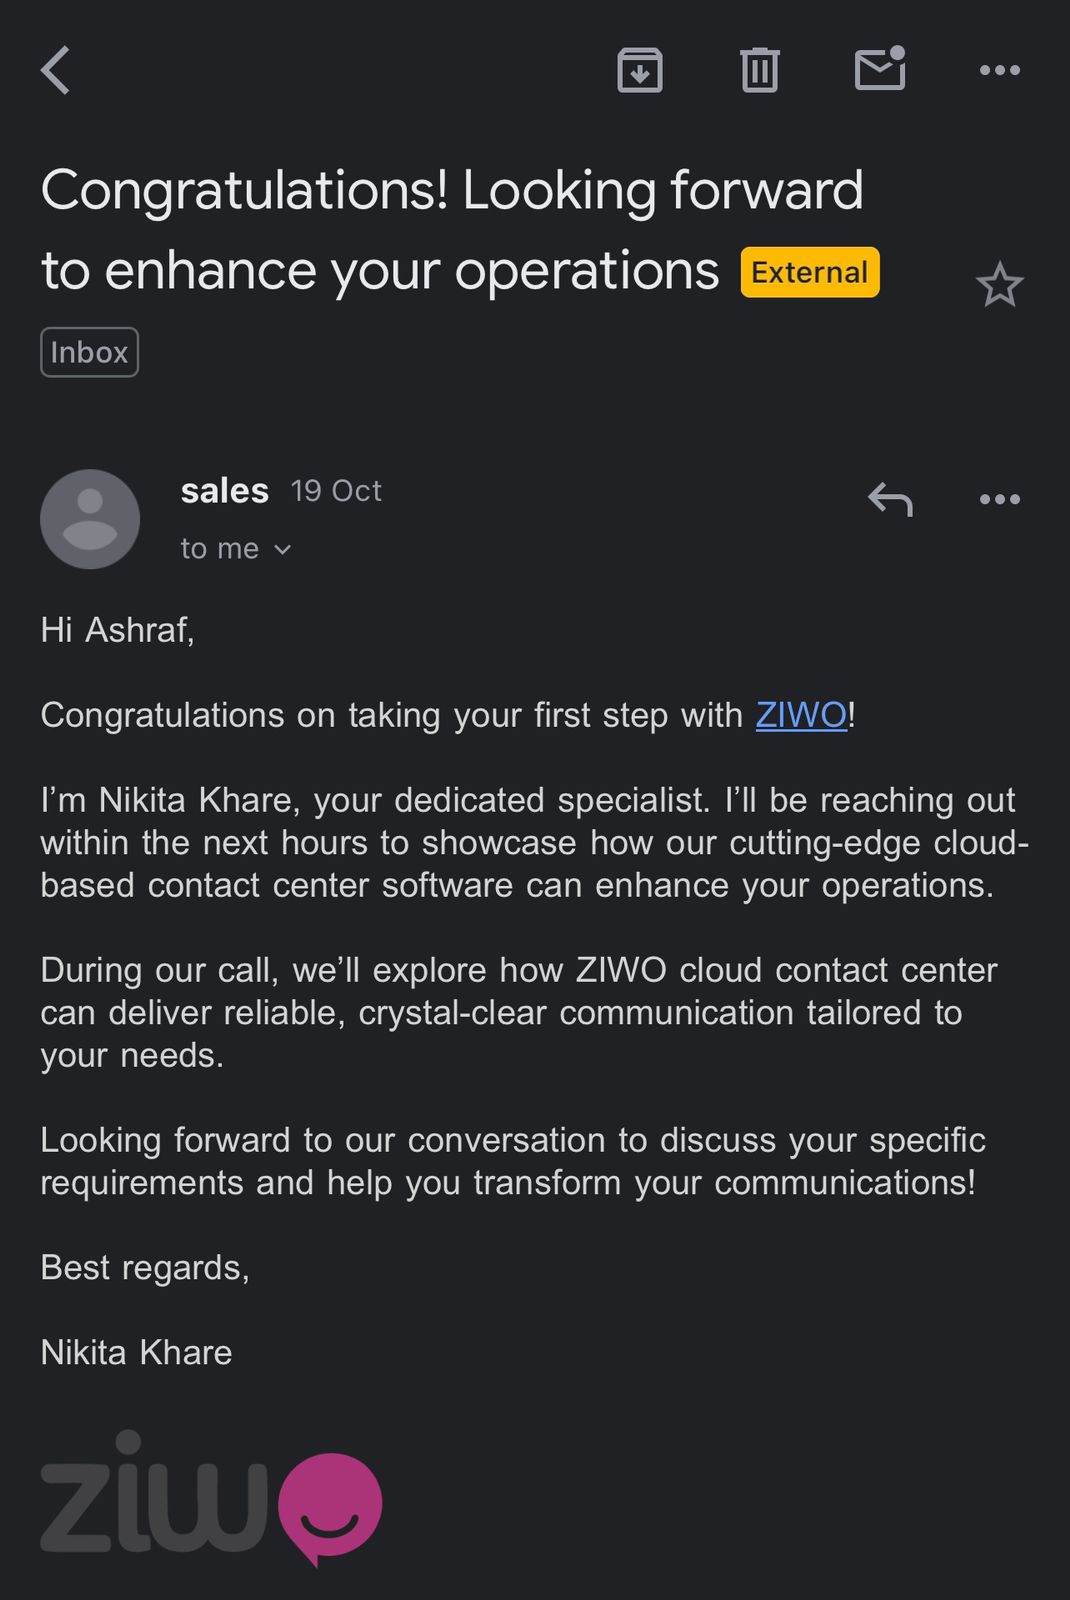 Congratulations! Looking forward
to enhance your operations External
Inbox
sales 19 Oct
to me
Hi Ashraf,
Congratulations on taking your first step with ZIWO!
I’m Nikita Khare, your dedicated specialist. I’ll be reaching out
within the next hours to showcase how our cutting-edge cloud-
based contact center software can enhance your operations.
During our call, we’ll explore how ZIWO cloud contact center
can deliver reliable, crystal-clear communication tailored to
your needs.
Looking forward to our conversation to discuss your specific
requirements and help you transform your communications!
Best regards,
Nikita Khare
ziwo